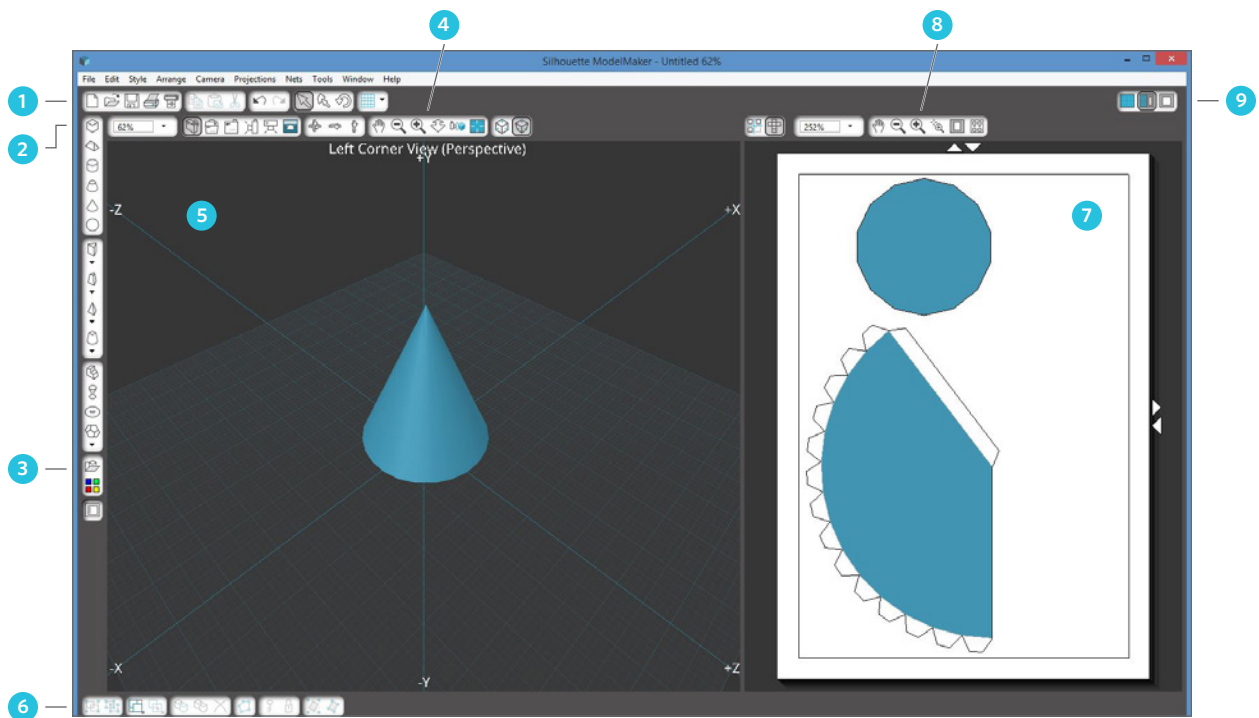 4
8
Silhouette ModelMaker - Untitled 62%
File Edit Style Arrange Camera Projections Nets Tools Window Help
1
9
2
62%
252%
Left Corner View (Perspective)
+Y
-Z
5
+X
7
3
-X
-Y
+Z
6